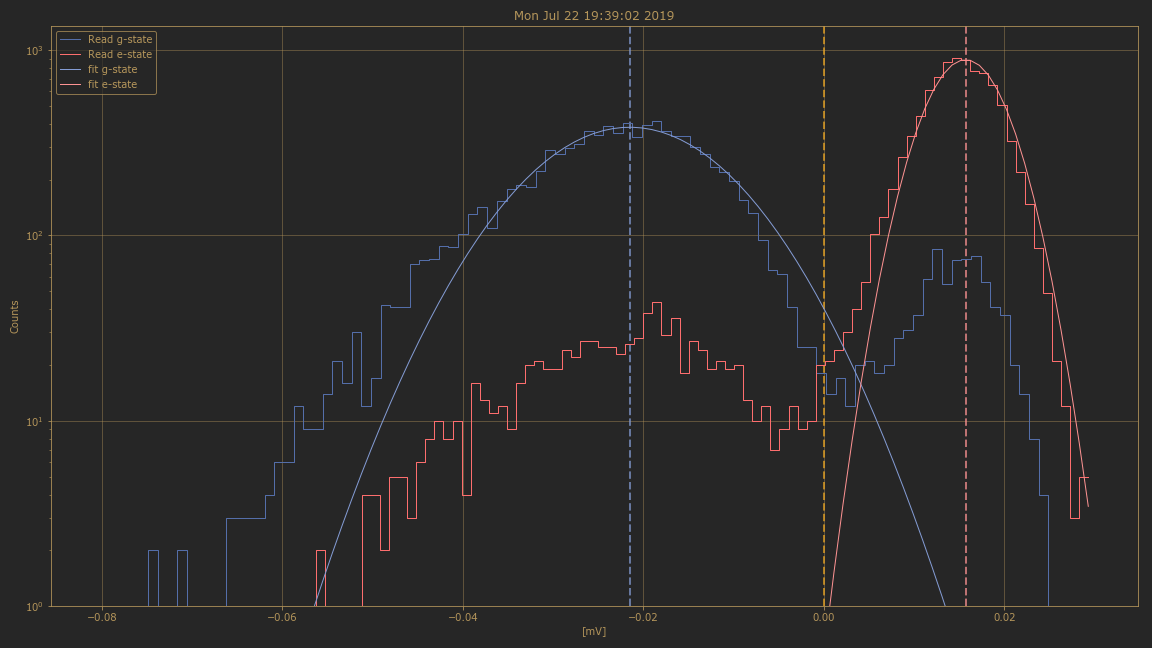 Mon Jul 22 19:39:02 2019
Read g-state
Read e-state
fit g-state
fit e-state
10³
10²
10¹
10⁰
Counts
−0.08
−0.06
−0.04
−0.02
0.00
0.02
[mV]